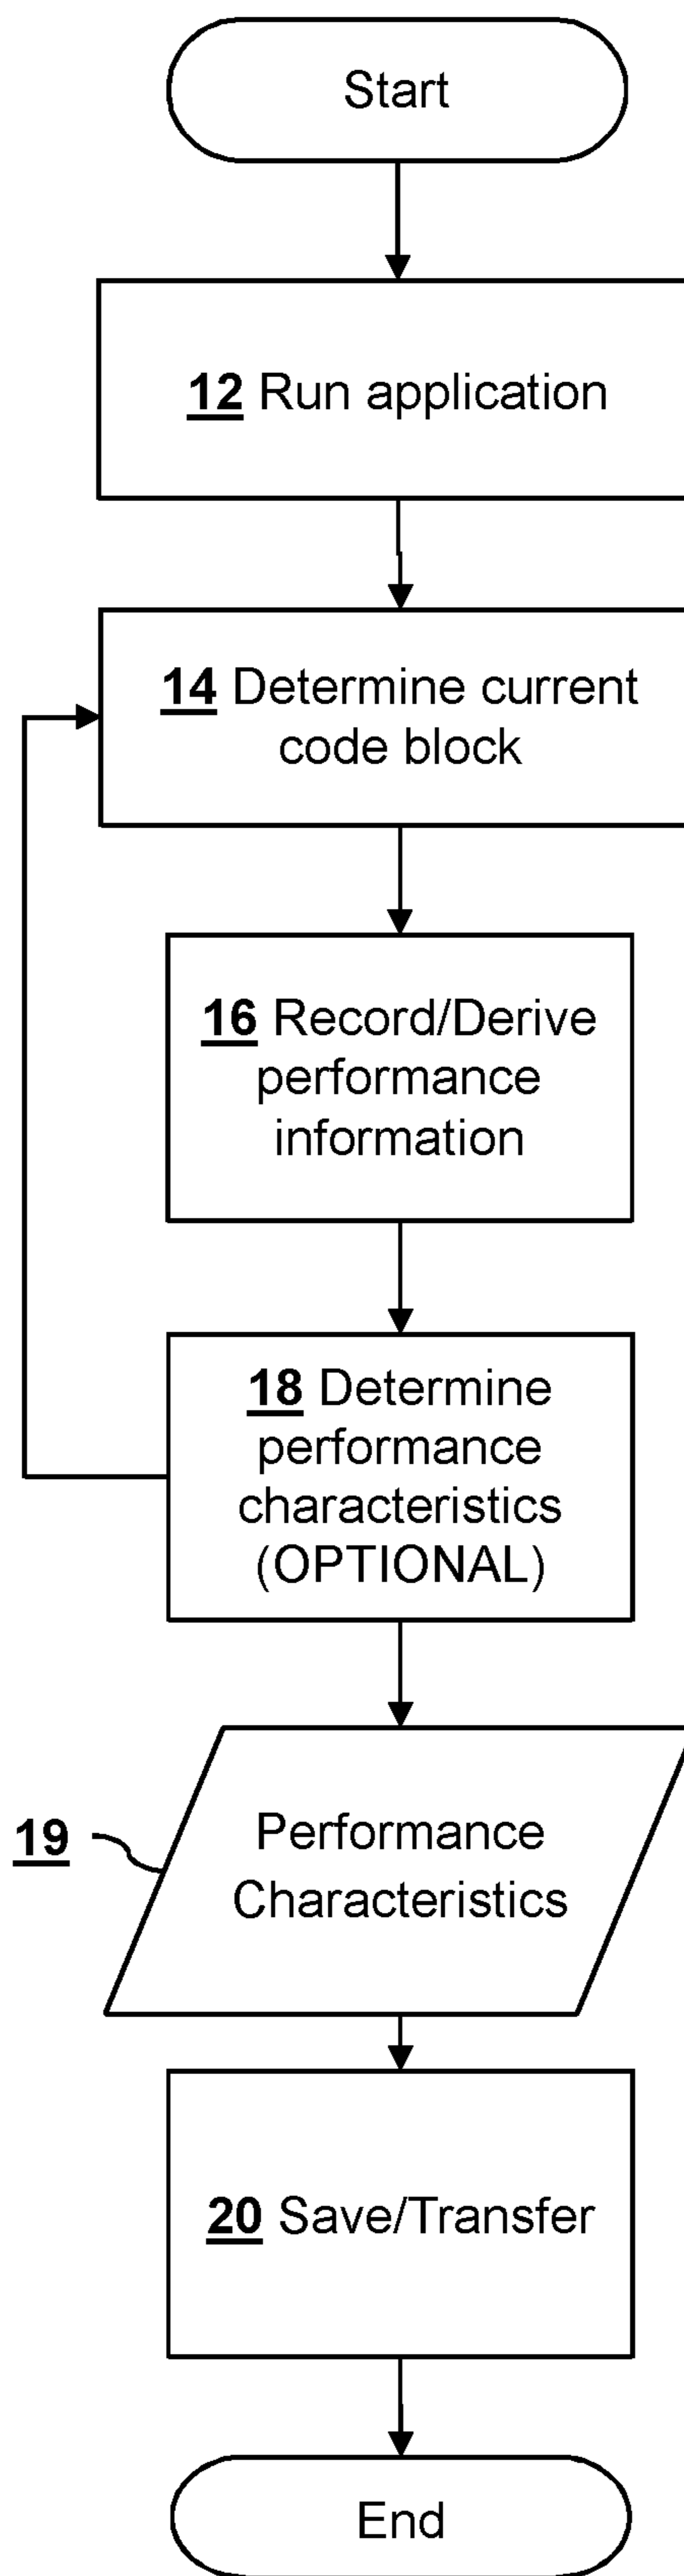 Start
12 Run application
14 Determine current
code block
16 Record/Derive
performance
information
18 Determine
performance
characteristics
(OPTIONAL)
19
Performance
Characteristics
20 Save/Transfer
End